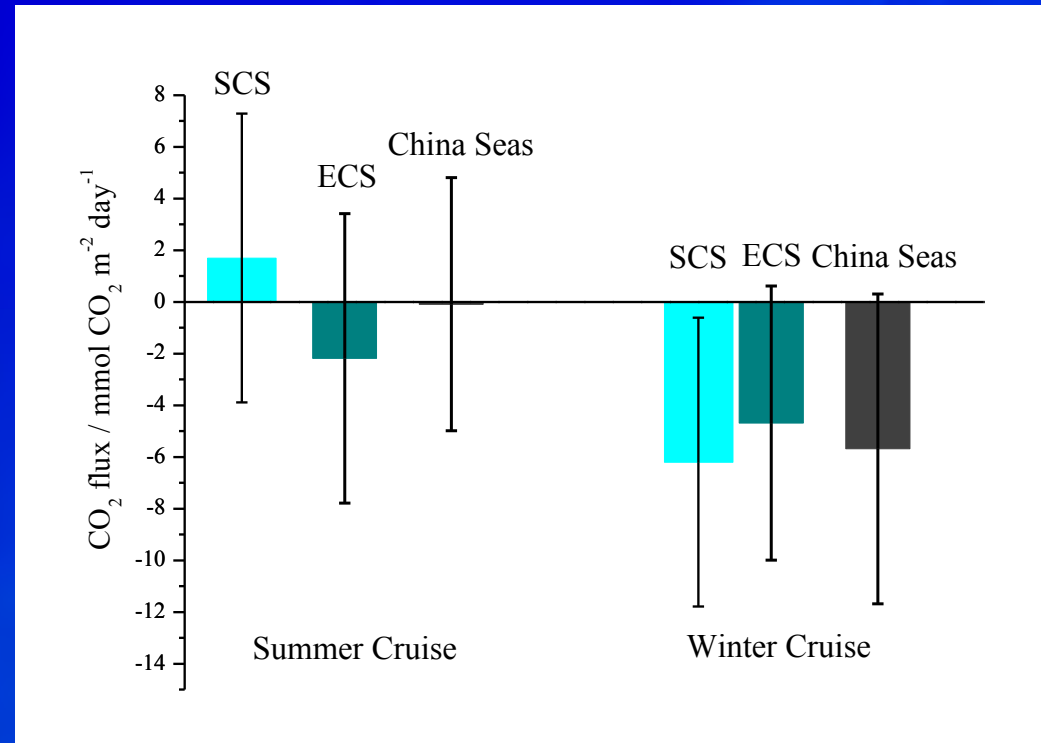 SCS
ECS
China Seas
SCS
ECS
China Seas
CO2 flux / mmol CO2 m-2 day-1
8
6
4
2
0
-2
-4
-6
-8
-10
-12
-14
Summer Cruise
Winter Cruise